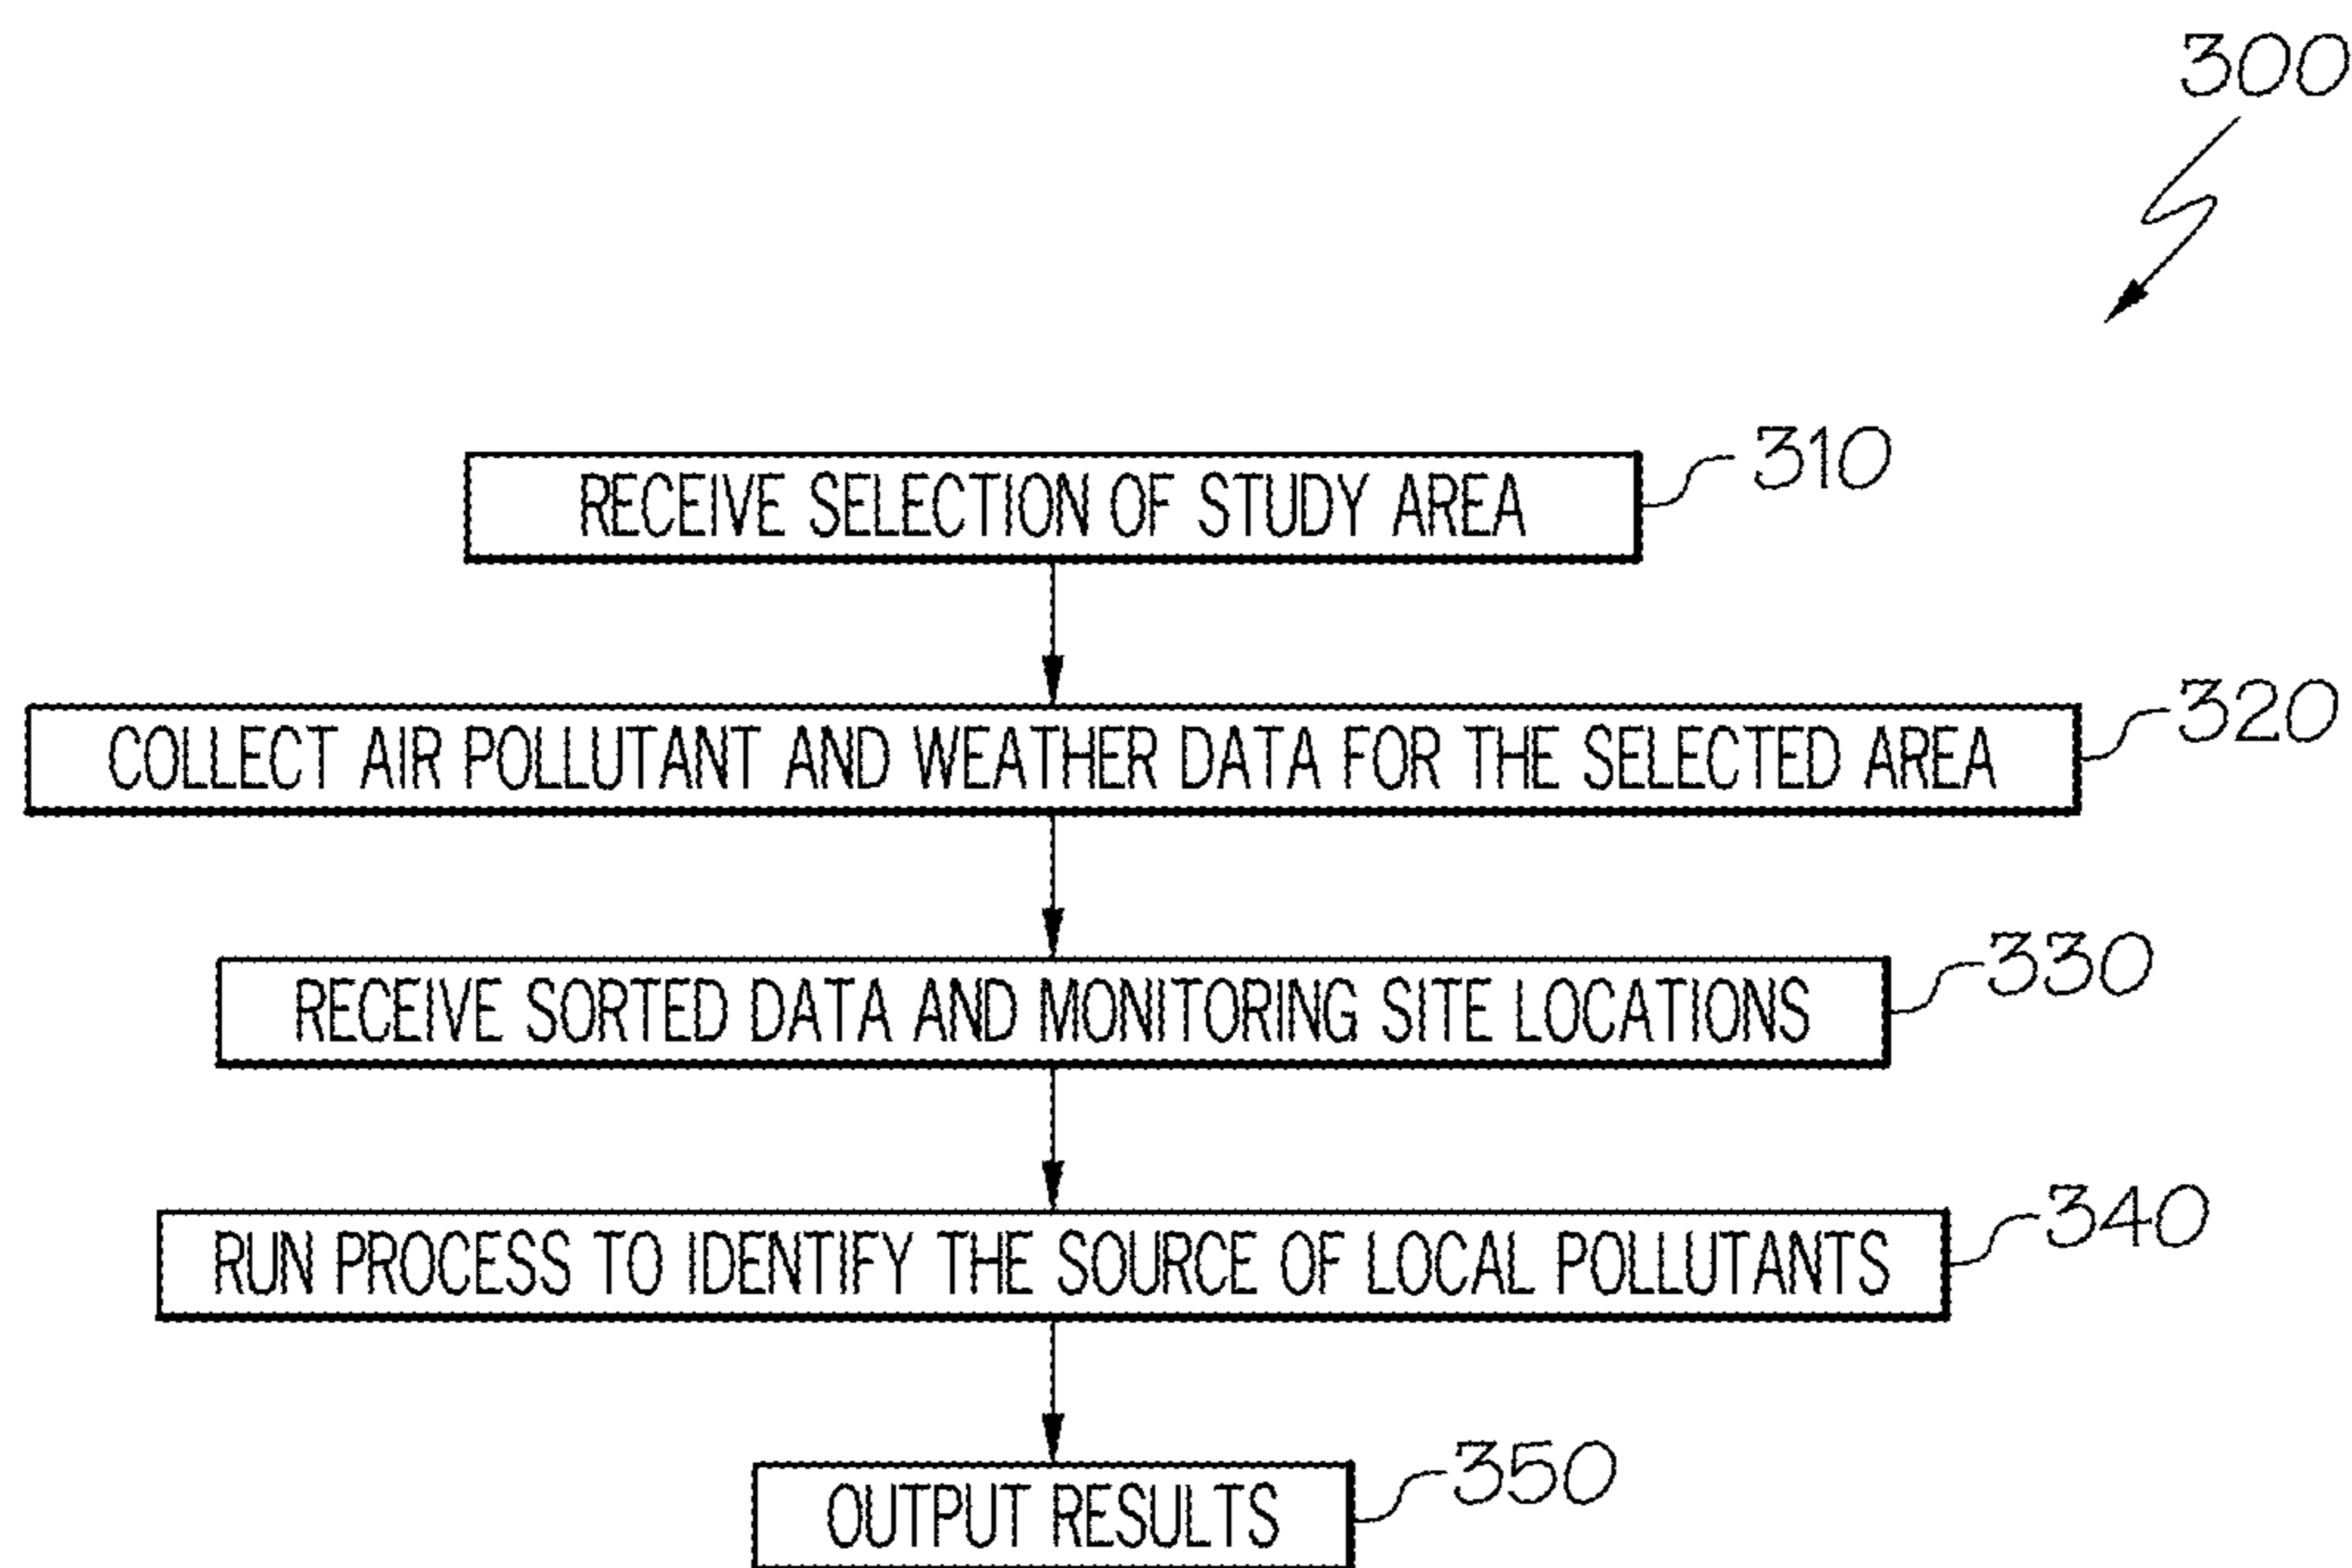 300
RECEIVE SELECTION OF STUDY AREA 310
COLLECT AIR POLLUTANT AND WEATHER DATA FOR THE SELECTED AREA 320
RECEIVE SORTED DATA AND MONITORING SITE LOCATIONS 330
RUN PROCESS TO IDENTIFY THE SOURCE OF LOCAL POLLUTANTS 340
OUTPUT RESULTS 350